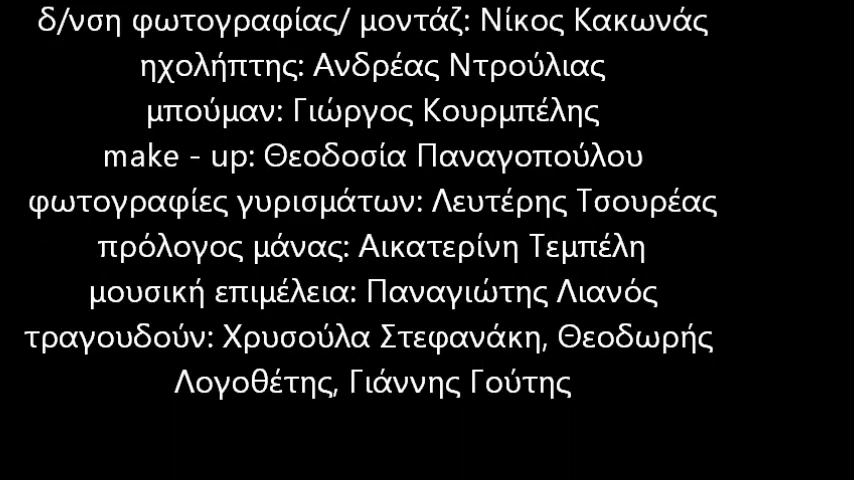 δ/νση φωτογραφίας/ μοντάζ: Νίκος Κακωνάς
ηχολήπτης: Ανδρέας Ντρούλιας
μπούμαν: Γιώργος Κουρμπέλης
make - up: Θεοδοσία Παναγοπούλου
φωτογραφίες γυρισμάτων: Λευτέρης Τσουρέας
πρόλογος μάνας: Αικατερίνη Τεμπέλη
μουσική επιμέλεια: Παναγιώτης Λιανός
τραγουδούν: Χρυσούλα Στεφανάκη, Θεοδωρής
Λογοθέτης, Γιάννης Γούτης